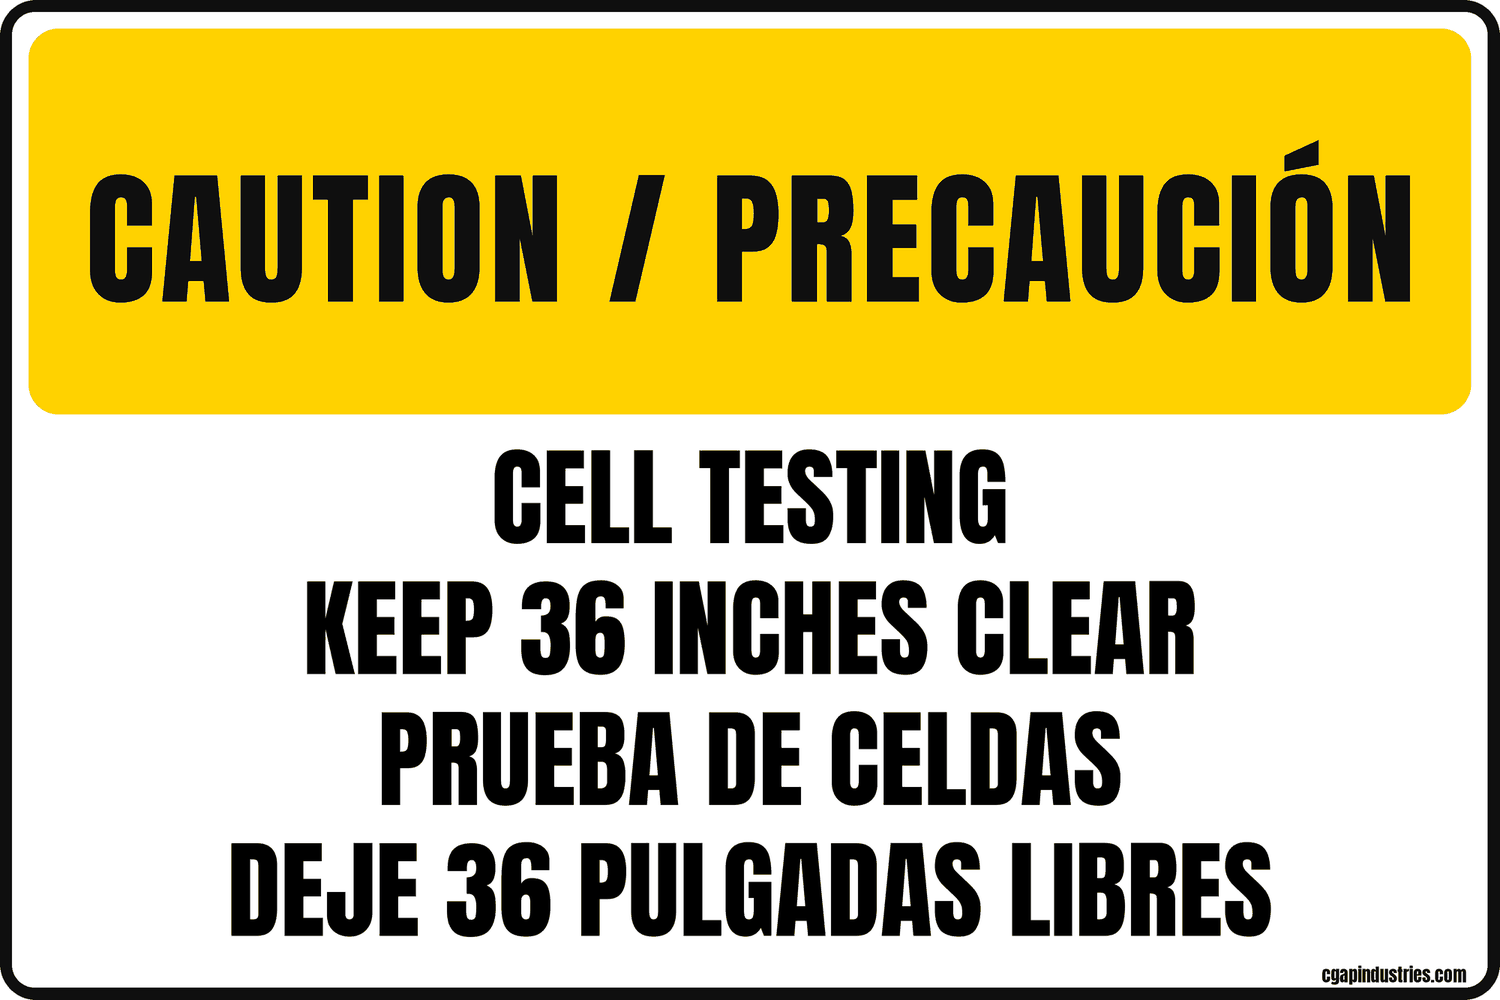 CAUTION / PRECAUCIÓN
CELL TESTING
KEEP 36 INCHES CLEAR
PRUEBA DE CELDAS
DEJE 36 PULGADAS LIBRES
cgapindustries.com